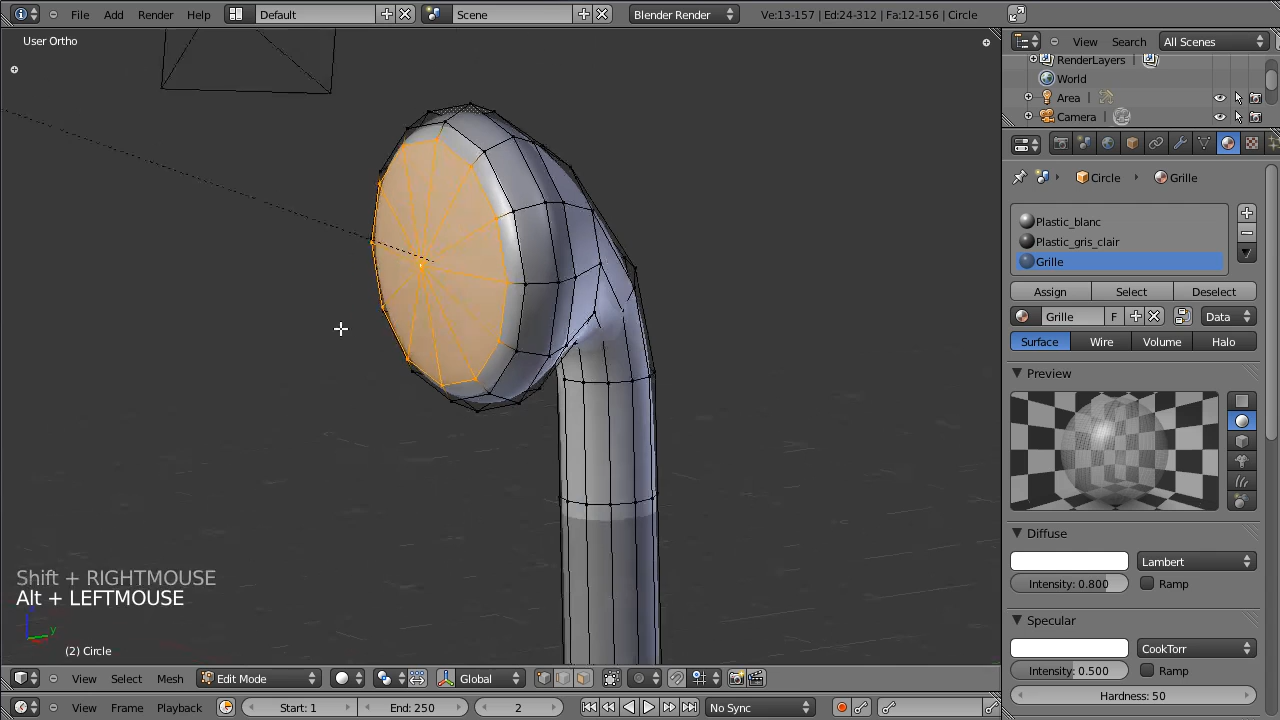 File Add Render Help Default Scene Blender Render Ve:13-157 | Ed:24-312 | Fa:12-156 | Circle
User Ortho
View Search All Scenes
RenderLayers |
World
Area |
Camera |
Circle Grille
Plastic_blanc
Plastic_gris_clair
Grille
Assign Select Deselect
Grille F Data
Surface Wire Volume Halo
Preview
Diffuse
Lambert
Intensity: 0.800 Ramp
Specular
CookTorr
Intensity: 0.500 Ramp
Hardness: 50
Shift + RIGHTMOUSE
Alt + LEFTMOUSE
y
(2) Circle
View Select Mesh Edit Mode Global
View Frame Playback Start: 1 End: 250 2 No Sync